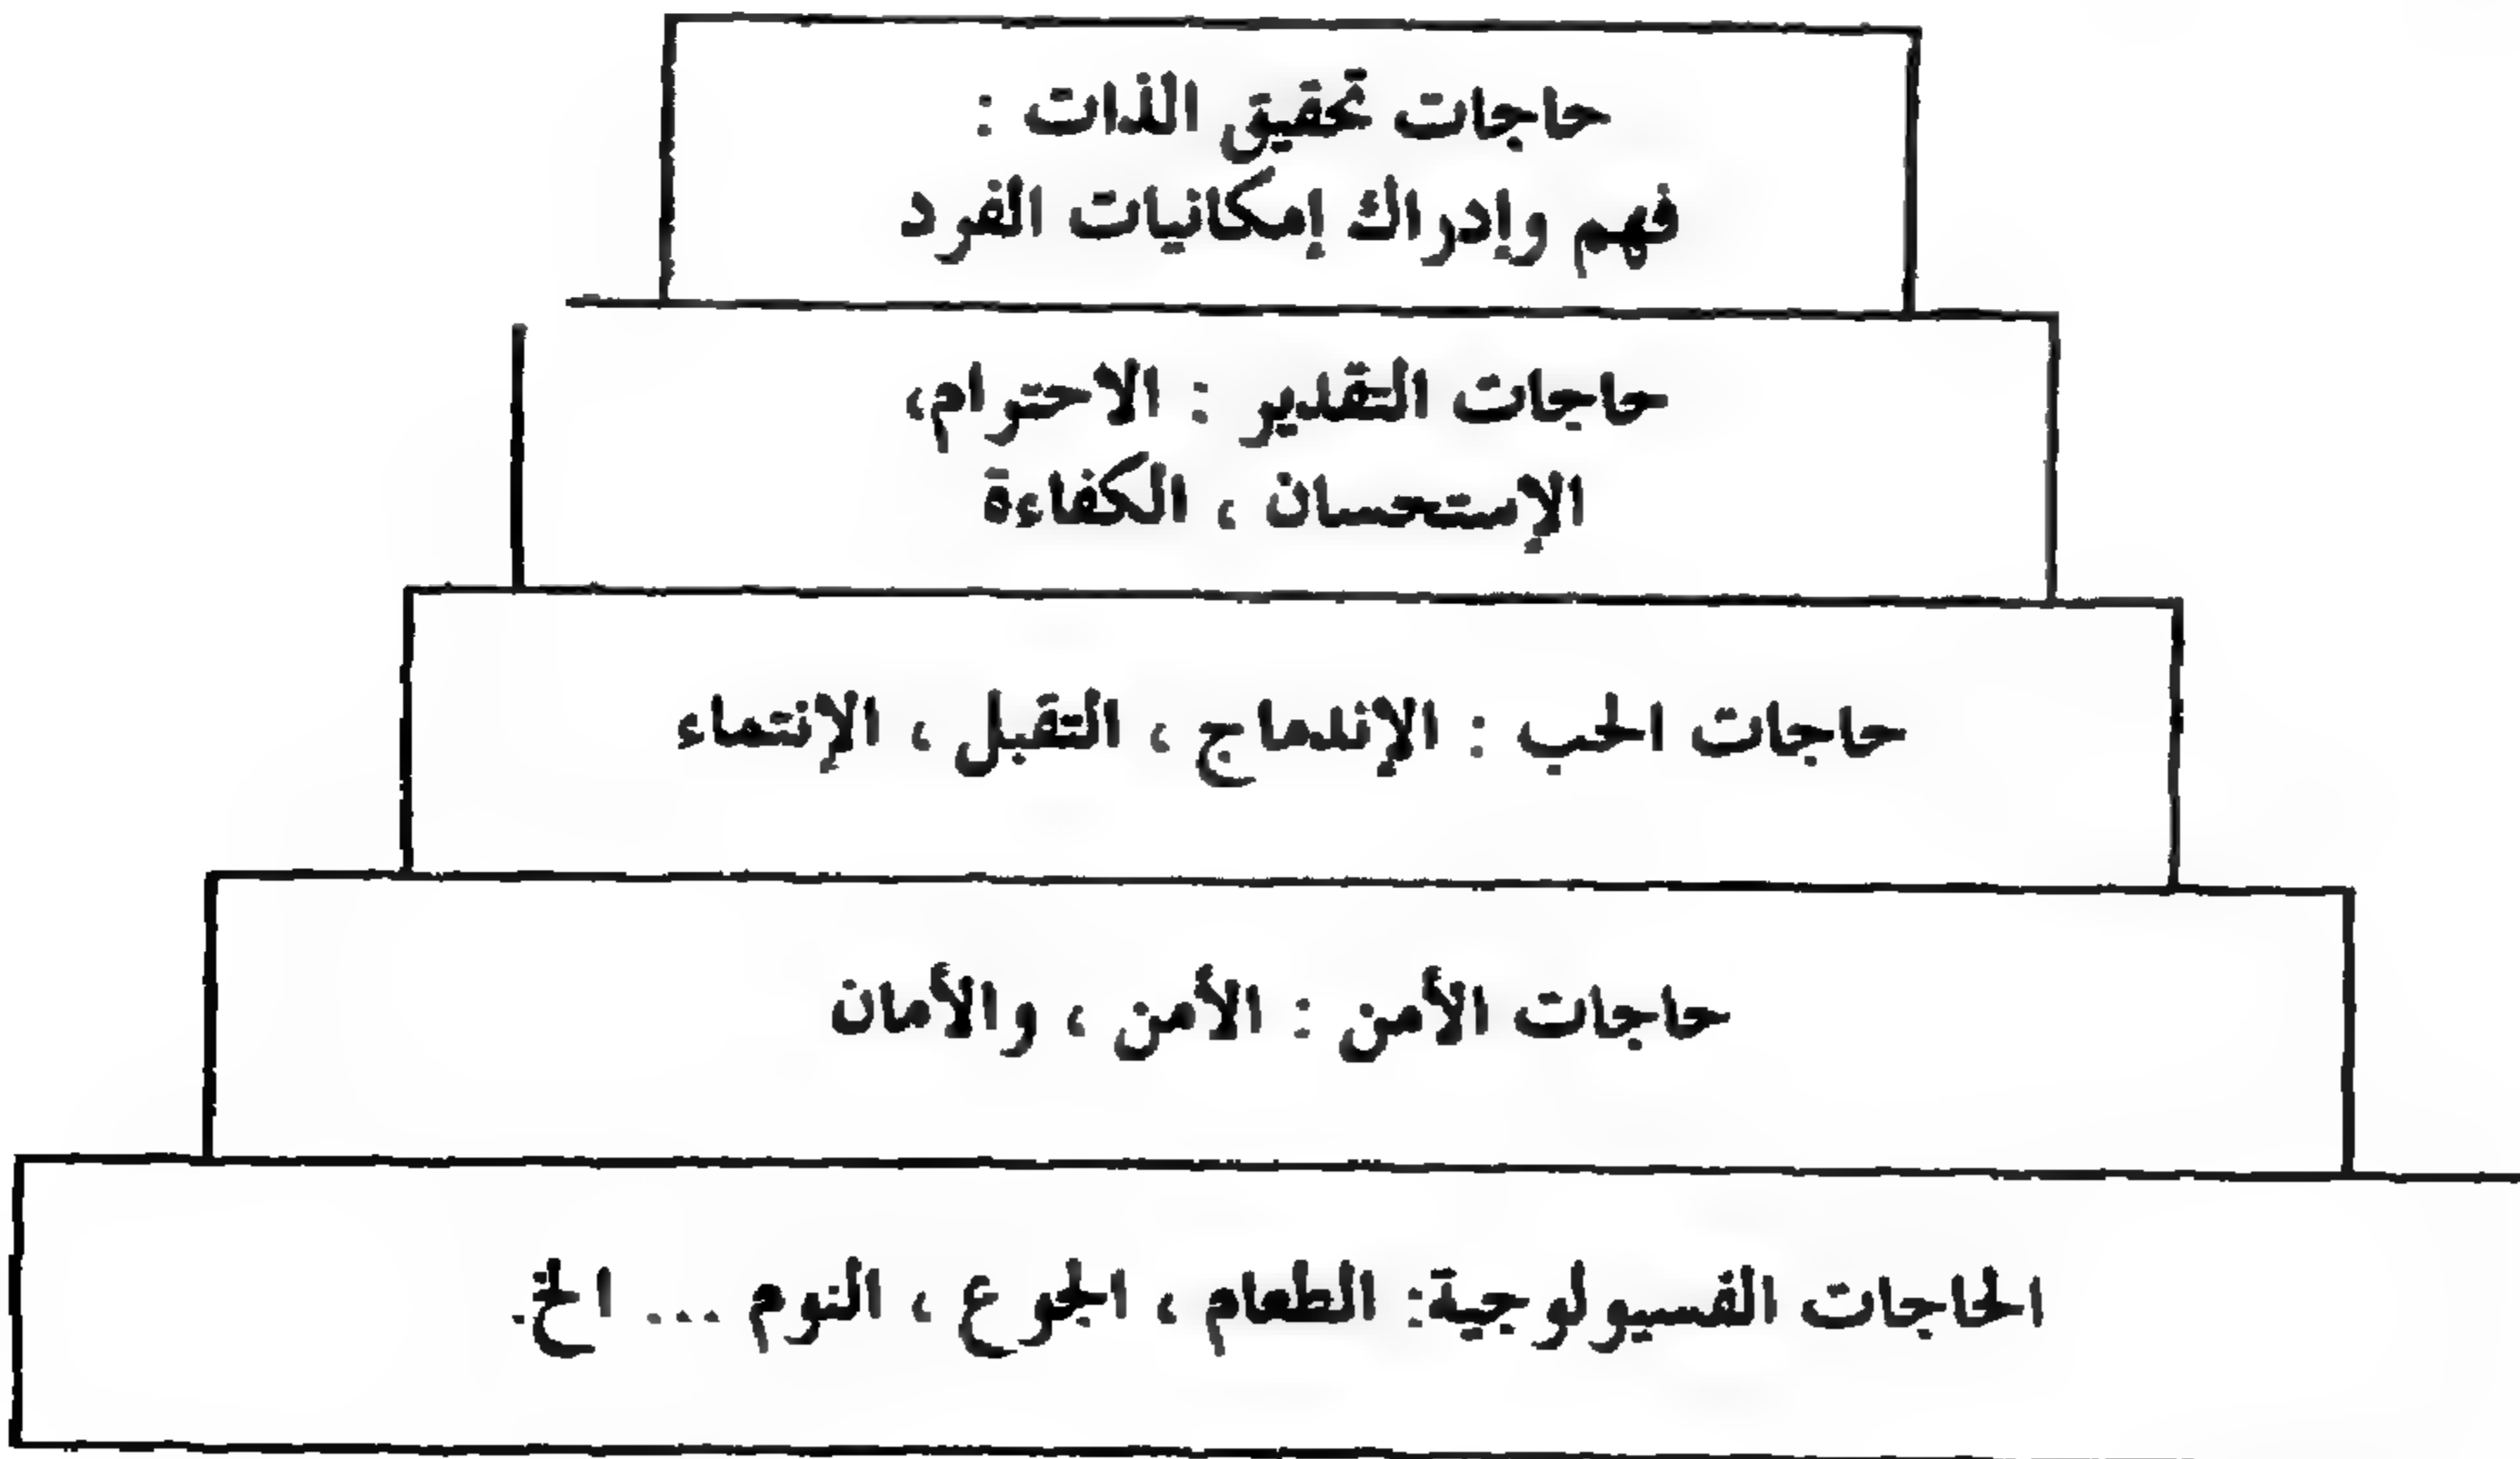 حاجات تحقيق الذات :
فهم وإدراك إمكانيات الفرد
حاجات التقدير : الاحترام،
الإستحسان ، الكفاءة
حاجات الحب : الإندماج ، التقبل ، الإنتماء
حاجات الأمن : الأمن ، والأمان
الحاجات الفسيولوجية: الطعام ، الجوع ، النوم ... الخ.